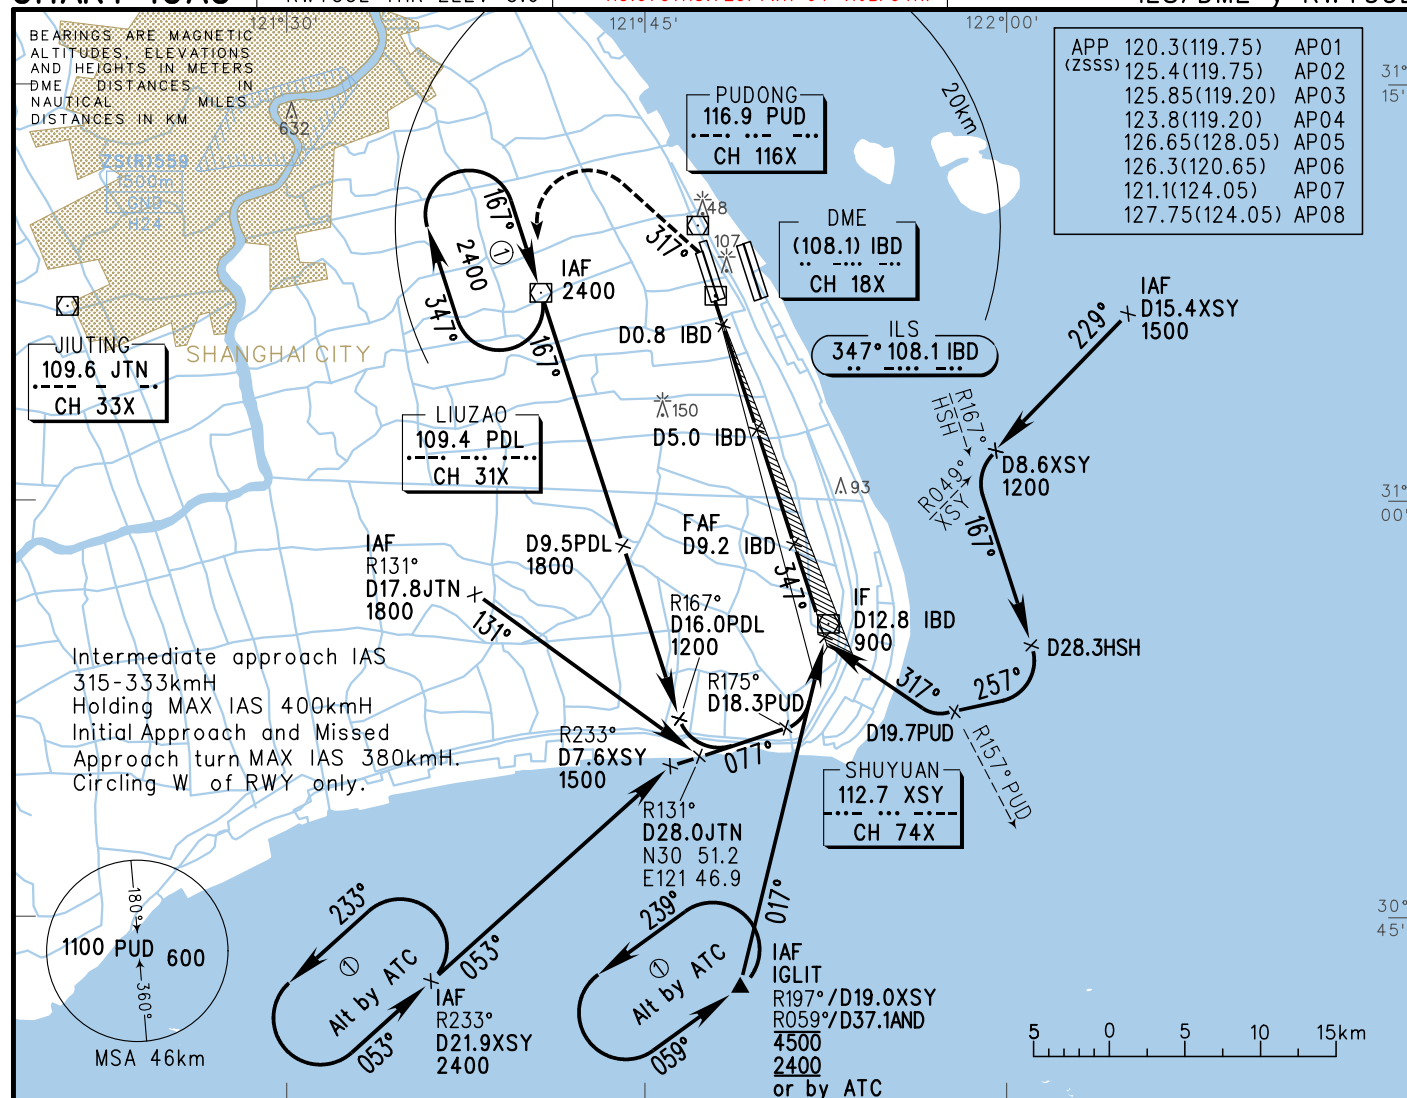 121°30'
121°45'
122°00'
BEARINGS ARE MAGNETIC
ALTITUDES, ELEVATIONS
AND HEIGHTS IN METERS
DME DISTANCES IN
NAUTICAL MILES
DISTANCES IN KM
632
ZS(R)559
1500m
GND
H24
APP 120.3(119.75) AP01
(ZSSS) 125.4(119.75) AP02
125.85(119.20) AP03
123.8(119.20) AP04
126.65(128.05) AP05
126.3(120.65) AP06
121.1(124.05) AP07
127.75(124.05) AP08
31°
15'
20km
PUDONG
116.9 PUD
CH 116X
48
107
317°
167°
2400
1
347°
IAF
2400
167°
DME
(108.1) IBD
CH 18X
D0.8 IBD
ILS
347° 108.1 IBD
IAF
D15.4XSY
1500
229°
JIUTING
109.6 JTN
CH 33X
SHANGHAI CITY
LIUZAO
109.4 PDL
CH 31X
150
D5.0 IBD
93
R167°
HSH
R049°
XSY
D8.6XSY
1200
167°
31°
00'
FAF
D9.2 IBD
347°
IAF
R131°
D17.8JTN
1800
131°
D9.5PDL
1800
R167°
D16.0PDL
1200
IF
D12.8 IBD
900
D28.3HSH
257°
317°
D19.7PUD
R157°PUD
R175°
D18.3PUD
077°
Intermediate approach IAS
315-333kmH
Holding MAX IAS 400kmH
Initial Approach and Missed
Approach turn MAX IAS 380kmH.
Circling W of RWY only.
R233°
D7.6XSY
1500
SHUYUAN
112.7 XSY
CH 74X
R131°
D28.0JTN
N30 51.2
E121 46.9
180°
1100 PUD 600
360°
MSA 46km
233°
1
Alt by ATC
053°
053°
IAF
R233°
D21.9XSY
2400
239°
1
Alt by ATC
059°
017°
IAF
IGLIT
R197°/D19.0XSY
R059°/D37.1AND
4500
2400
or by ATC
30°
45'
5 0 5 10 15km